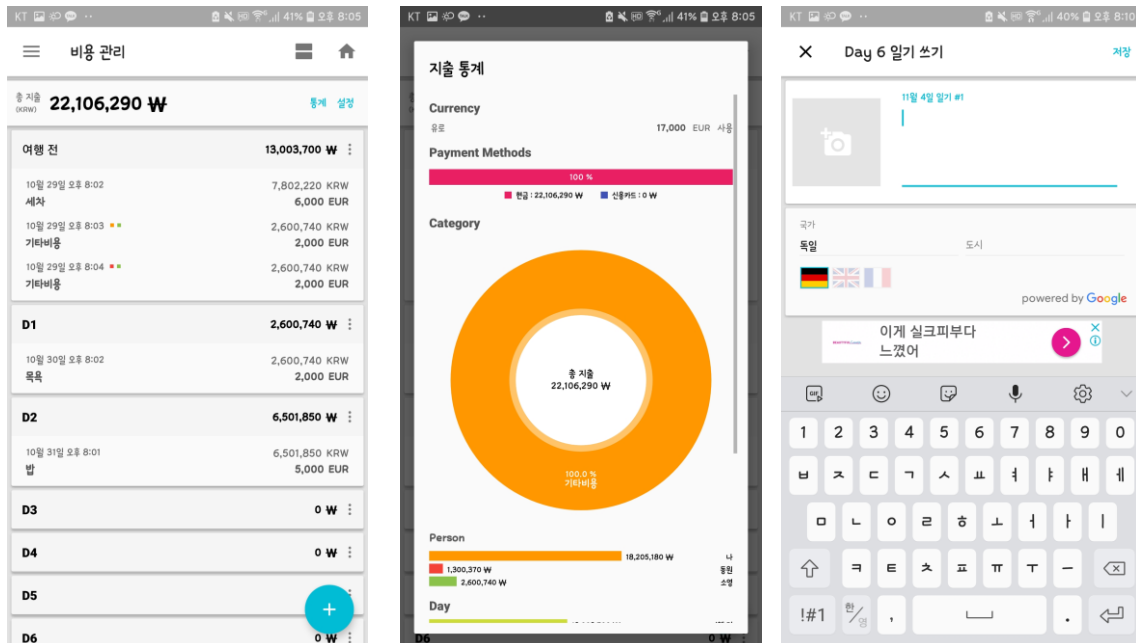 KT 41% 오후 8:05
비용 관리
총 지출
(KRW)
22,106,290 ₩
통계 설정
여행 전 13,003,700 ₩
10월 29일 오후 8:02 7,802,220 KRW
세차 6,000 EUR
10월 29일 오후 8:03 2,600,740 KRW
기타비용 2,000 EUR
10월 29일 오후 8:04 2,600,740 KRW
기타비용 2,000 EUR
D1 2,600,740 ₩
10월 30일 오후 8:02 2,600,740 KRW
목욕 2,000 EUR
D2 6,501,850 ₩
10월 31일 오후 8:01 6,501,850 KRW
밥 5,000 EUR
D3 0 ₩
D4 0 ₩
D5
D6 0 ₩
+
KT 41% 오후 8:05
지출 통계
Currency
유로 17,000 EUR 사용
Payment Methods
100 %
현금 : 22,106,290 ₩ 신용카드 : 0 ₩
Category
총 지출
22,106,290 ₩
100.0 %
기타비용
Person
18,205,180 ₩ 나
1,300,370 ₩ 동원
2,600,740 ₩ 소영
Day
D6 0 ₩
KT 40% 오후 8:10
Day 6 일기 쓰기 저장
11월 4일 일기 #1
국가
독일 도시
powered by Google
이게 실크피부다
느꼈어
GIF
1 2 3 4 5 6 7 8 9 0
ㅂ ㅈ ㄷ ㄱ ㅅ ㅛ ㅕ ㅑ ㅐ ㅔ
ㅁ ㄴ ㅇ ㄹ ㅎ ㅗ ㅓ ㅏ ㅣ
ㅋ ㅌ ㅊ ㅍ ㅠ ㅜ ㅡ
!#1 한/영 , .